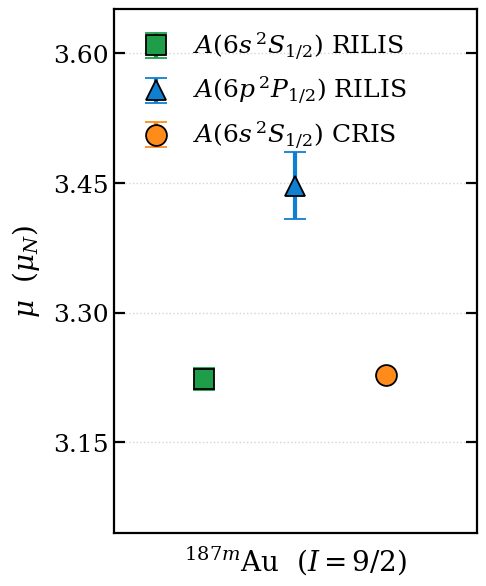 A(6s ²S₁/₂) RILIS
A(6p ²P₁/₂) RILIS
A(6s ²S₁/₂) CRIS
3.60
3.45
3.30
3.15
μ (μ_N)
¹⁸⁷ᵐAu (I = 9/2)